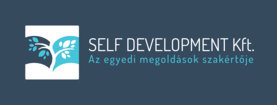 SELF DEVELOPMENT Kft.
Az egyedi megoldások szakértője